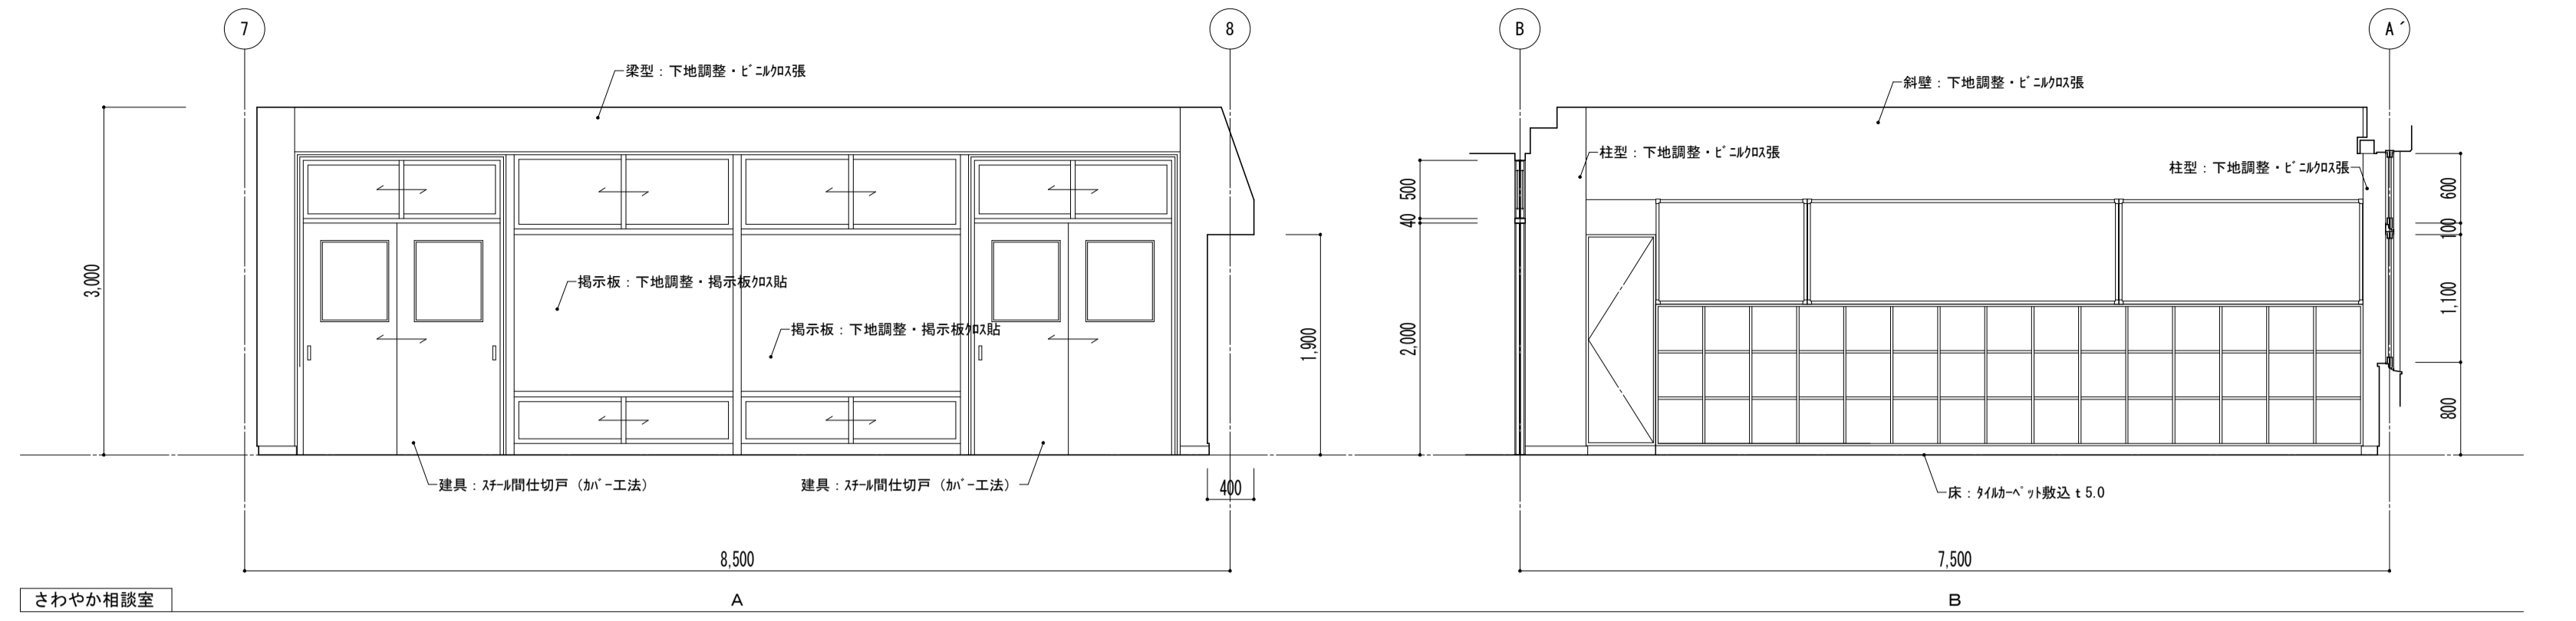 7
8
B
A´
梁型：下地調整・ﾋﾞﾆﾙｸﾛｽ張
斜壁：下地調整・ﾋﾞﾆﾙｸﾛｽ張
柱型：下地調整・ﾋﾞﾆﾙｸﾛｽ張
柱型：下地調整・ﾋﾞﾆﾙｸﾛｽ張
3,000
掲示板：下地調整・掲示板ｸﾛｽ貼
掲示板：下地調整・掲示板ｸﾛｽ貼
1,900
500
40
2,000
600
100
1,100
800
建具：ｽﾁｰﾙ間仕切戸（ｶﾊﾞｰ工法）
建具：ｽﾁｰﾙ間仕切戸（ｶﾊﾞｰ工法）
400
床：ﾀｲﾙｶｰﾍﾟｯﾄ敷込 t 5.0
8,500
7,500
さわやか相談室
A
B